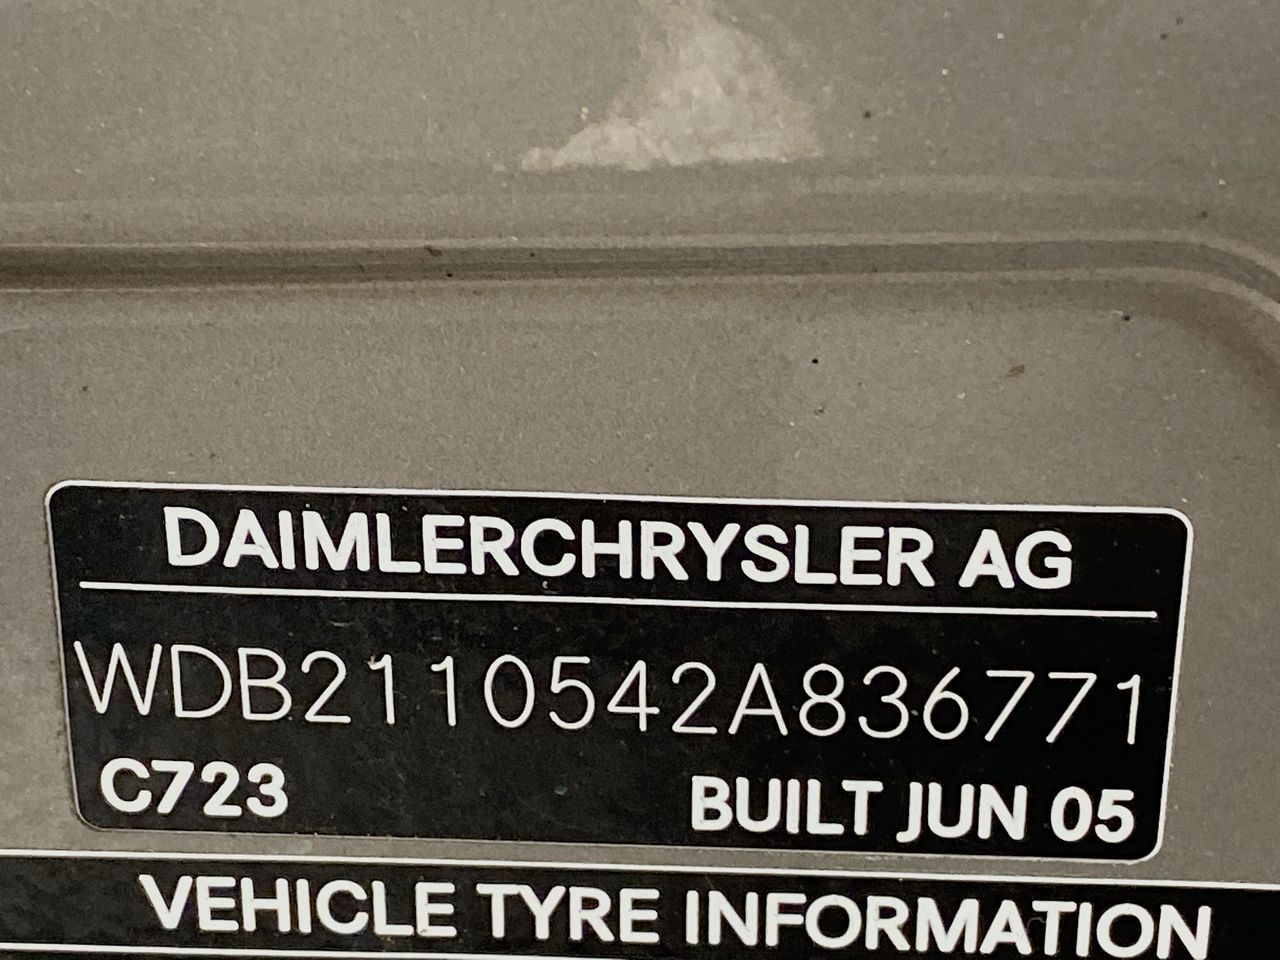 DAIMLERCHRYSLER AG
WDB2110542A836771
C723 BUILT JUN 05
VEHICLE TYRE INFORMATION